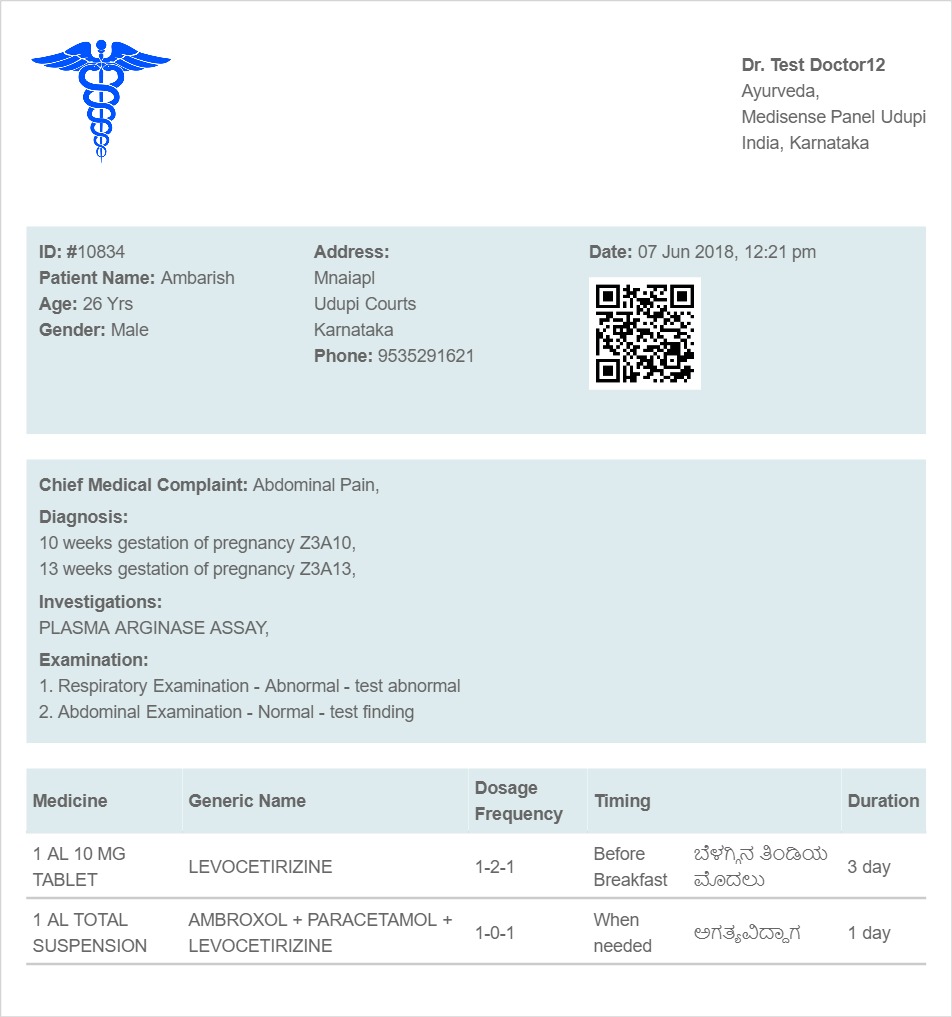 Dr. Test Doctor12
Ayurveda,
Medisense Panel Udupi
India, Karnataka
ID: #10834
Patient Name: Ambarish
Age: 26 Yrs
Gender: Male
Address:
Mnaiapl
Udupi Courts
Karnataka
Phone: 9535291621
Date: 07 Jun 2018, 12:21 pm
Chief Medical Complaint: Abdominal Pain,
Diagnosis:
10 weeks gestation of pregnancy Z3A10,
13 weeks gestation of pregnancy Z3A13,
Investigations:
PLASMA ARGINASE ASSAY,
Examination:
1. Respiratory Examination - Abnormal - test abnormal
2. Abdominal Examination - Normal - test finding
Medicine
Generic Name
Dosage
Frequency
Timing
Duration
1 AL 10 MG
TABLET
LEVOCETIRIZINE
1-2-1
Before
Breakfast
ಬೆಳಗ್ಗಿನ ತಿಂಡಿಯ
ಮೊದಲು
3 day
1 AL TOTAL
SUSPENSION
AMBROXOL + PARACETAMOL +
LEVOCETIRIZINE
1-0-1
When
needed
ಅಗತ್ಯವಿದ್ದಾಗ
1 day